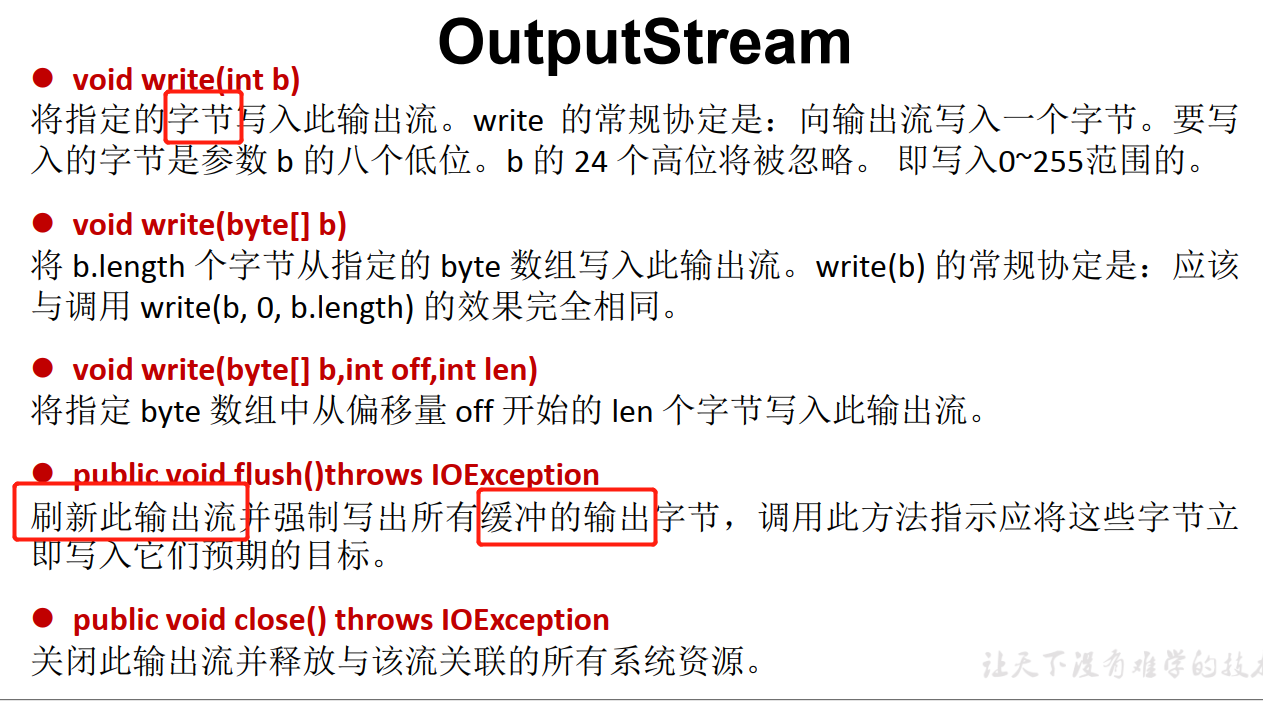 OutputStream
● void write(int b)
将指定的字节写入此输出流。write 的常规协定是：向输出流写入一个字节。要写
入的字节是参数 b 的八个低位。b 的 24 个高位将被忽略。 即写入0~255范围的。
● void write(byte[] b)
将 b.length 个字节从指定的 byte 数组写入此输出流。write(b) 的常规协定是：应该
与调用 write(b, 0, b.length) 的效果完全相同。
● void write(byte[] b,int off,int len)
将指定 byte 数组中从偏移量 off 开始的 len 个字节写入此输出流。
● public void flush()throws IOException
刷新此输出流并强制写出所有缓冲的输出字节，调用此方法指示应将这些字节立
即写入它们预期的目标。
● public void close() throws IOException
关闭此输出流并释放与该流关联的所有系统资源。
让天下没有难学的技术